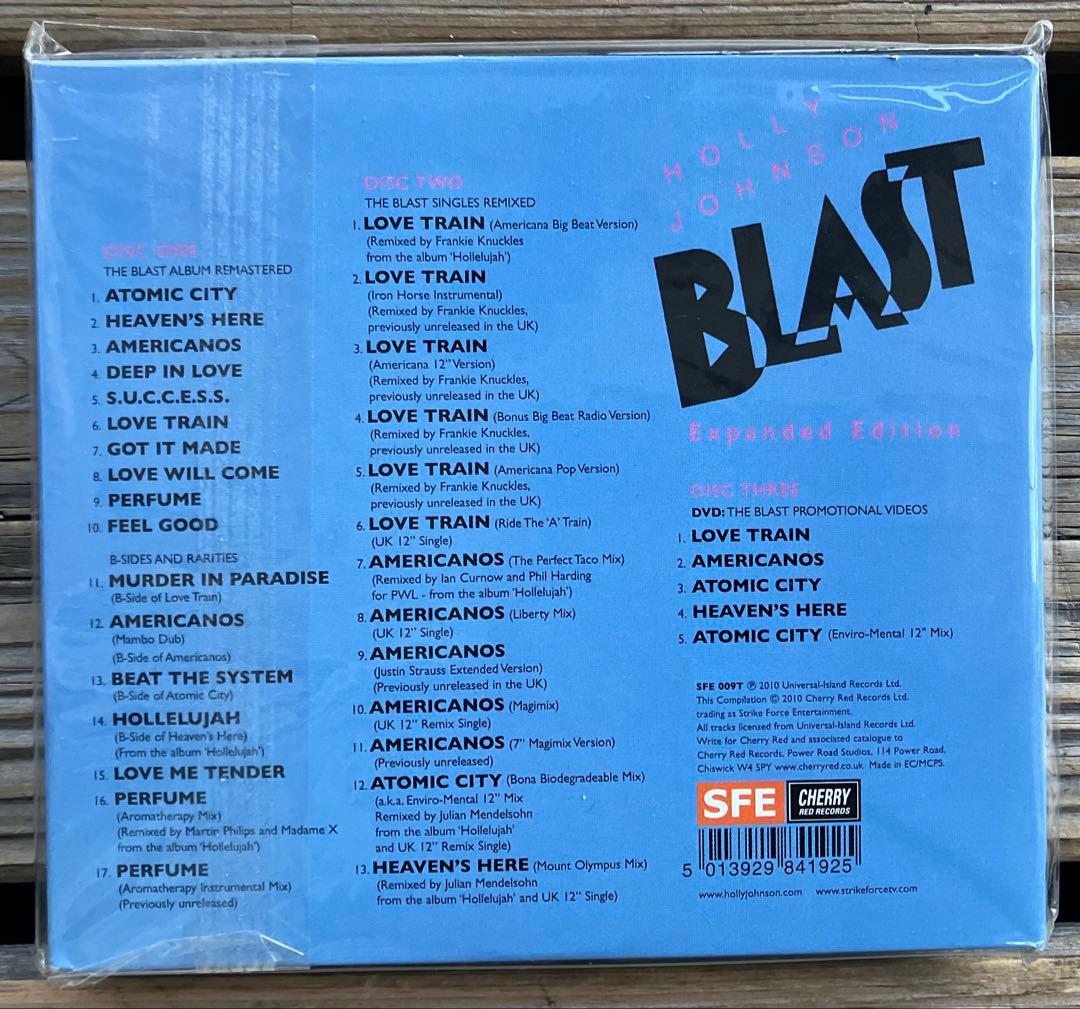 DISC ONE
THE BLAST ALBUM REMASTERED
1. ATOMIC CITY
2. HEAVEN'S HERE
3. AMERICANOS
4. DEEP IN LOVE
5. S.U.C.C.E.S.S.
6. LOVE TRAIN
7. GOT IT MADE
8. LOVE WILL COME
9. PERFUME
10. FEEL GOOD
B-SIDES AND RARITIES
11. MURDER IN PARADISE
(B-Side of Love Train)
12. AMERICANOS
(Mambo Dub)
(B-Side of Americanos)
13. BEAT THE SYSTEM
(B-Side of Atomic City)
14. HOLLELUJAH
(B-Side of Heaven's Here)
(From the album 'Hollelujah')
15. LOVE ME TENDER
16. PERFUME
(Aromatherapy Mix)
(Remixed by Martin Philips and Madame X
from the album 'Hollelujah')
17. PERFUME
(Aromatherapy Instrumental Mix)
(Previously unreleased)
DISC TWO
THE BLAST SINGLES REMIXED
1. LOVE TRAIN (Americana Big Beat Version)
(Remixed by Frankie Knuckles
from the album 'Hollelujah')
2. LOVE TRAIN
(Iron Horse Instrumental)
(Remixed by Frankie Knuckles,
previously unreleased in the UK)
3. LOVE TRAIN
(Americana 12" Version)
(Remixed by Frankie Knuckles,
previously unreleased in the UK)
4. LOVE TRAIN (Bonus Big Beat Radio Version)
(Remixed by Frankie Knuckles,
previously unreleased in the UK)
5. LOVE TRAIN (Americana Pop Version)
(Remixed by Frankie Knuckles,
previously unreleased in the UK)
6. LOVE TRAIN (Ride The 'A' Train)
(UK 12" Single)
7. AMERICANOS (The Perfect Taco Mix)
(Remixed by Ian Curnow and Phil Harding
for PWL - from the album 'Hollelujah')
8. AMERICANOS (Liberty Mix)
(UK 12" Single)
9. AMERICANOS
(Justin Strauss Extended Version)
(Previously unreleased in the UK)
10. AMERICANOS (Magimix)
(UK 12" Remix Single)
11. AMERICANOS (7" Magimix Version)
(Previously unreleased)
12. ATOMIC CITY (Bona Biodegradeable Mix)
(a.k.a. Enviro-Mental 12" Mix
Remixed by Julian Mendelsohn
from the album 'Hollelujah'
and UK 12" Remix Single)
13. HEAVEN'S HERE (Mount Olympus Mix)
(Remixed by Julian Mendelsohn
from the album 'Hollelujah' and UK 12" Single)
HOLLY
JOHNSON
BLAST
Expanded Edition
DISC THREE
DVD: THE BLAST PROMOTIONAL VIDEOS
1. LOVE TRAIN
2. AMERICANOS
3. ATOMIC CITY
4. HEAVEN'S HERE
5. ATOMIC CITY (Enviro-Mental 12" Mix)
SFE 009T ℗ 2010 Universal-Island Records Ltd.
This Compilation © 2010 Cherry Red Records Ltd.
trading as Strike Force Entertainment.
All tracks licensed from Universal-Island Records Ltd.
Write for Cherry Red and associated catalogue to
Cherry Red Records, Power Road Studios, 114 Power Road,
Chiswick W4 5PY www.cherryred.co.uk Made in EC/MCPS.
SFE CHERRY
RED RECORDS
5 013929 841925
www.hollyjohnson.com www.strikeforcetv.com